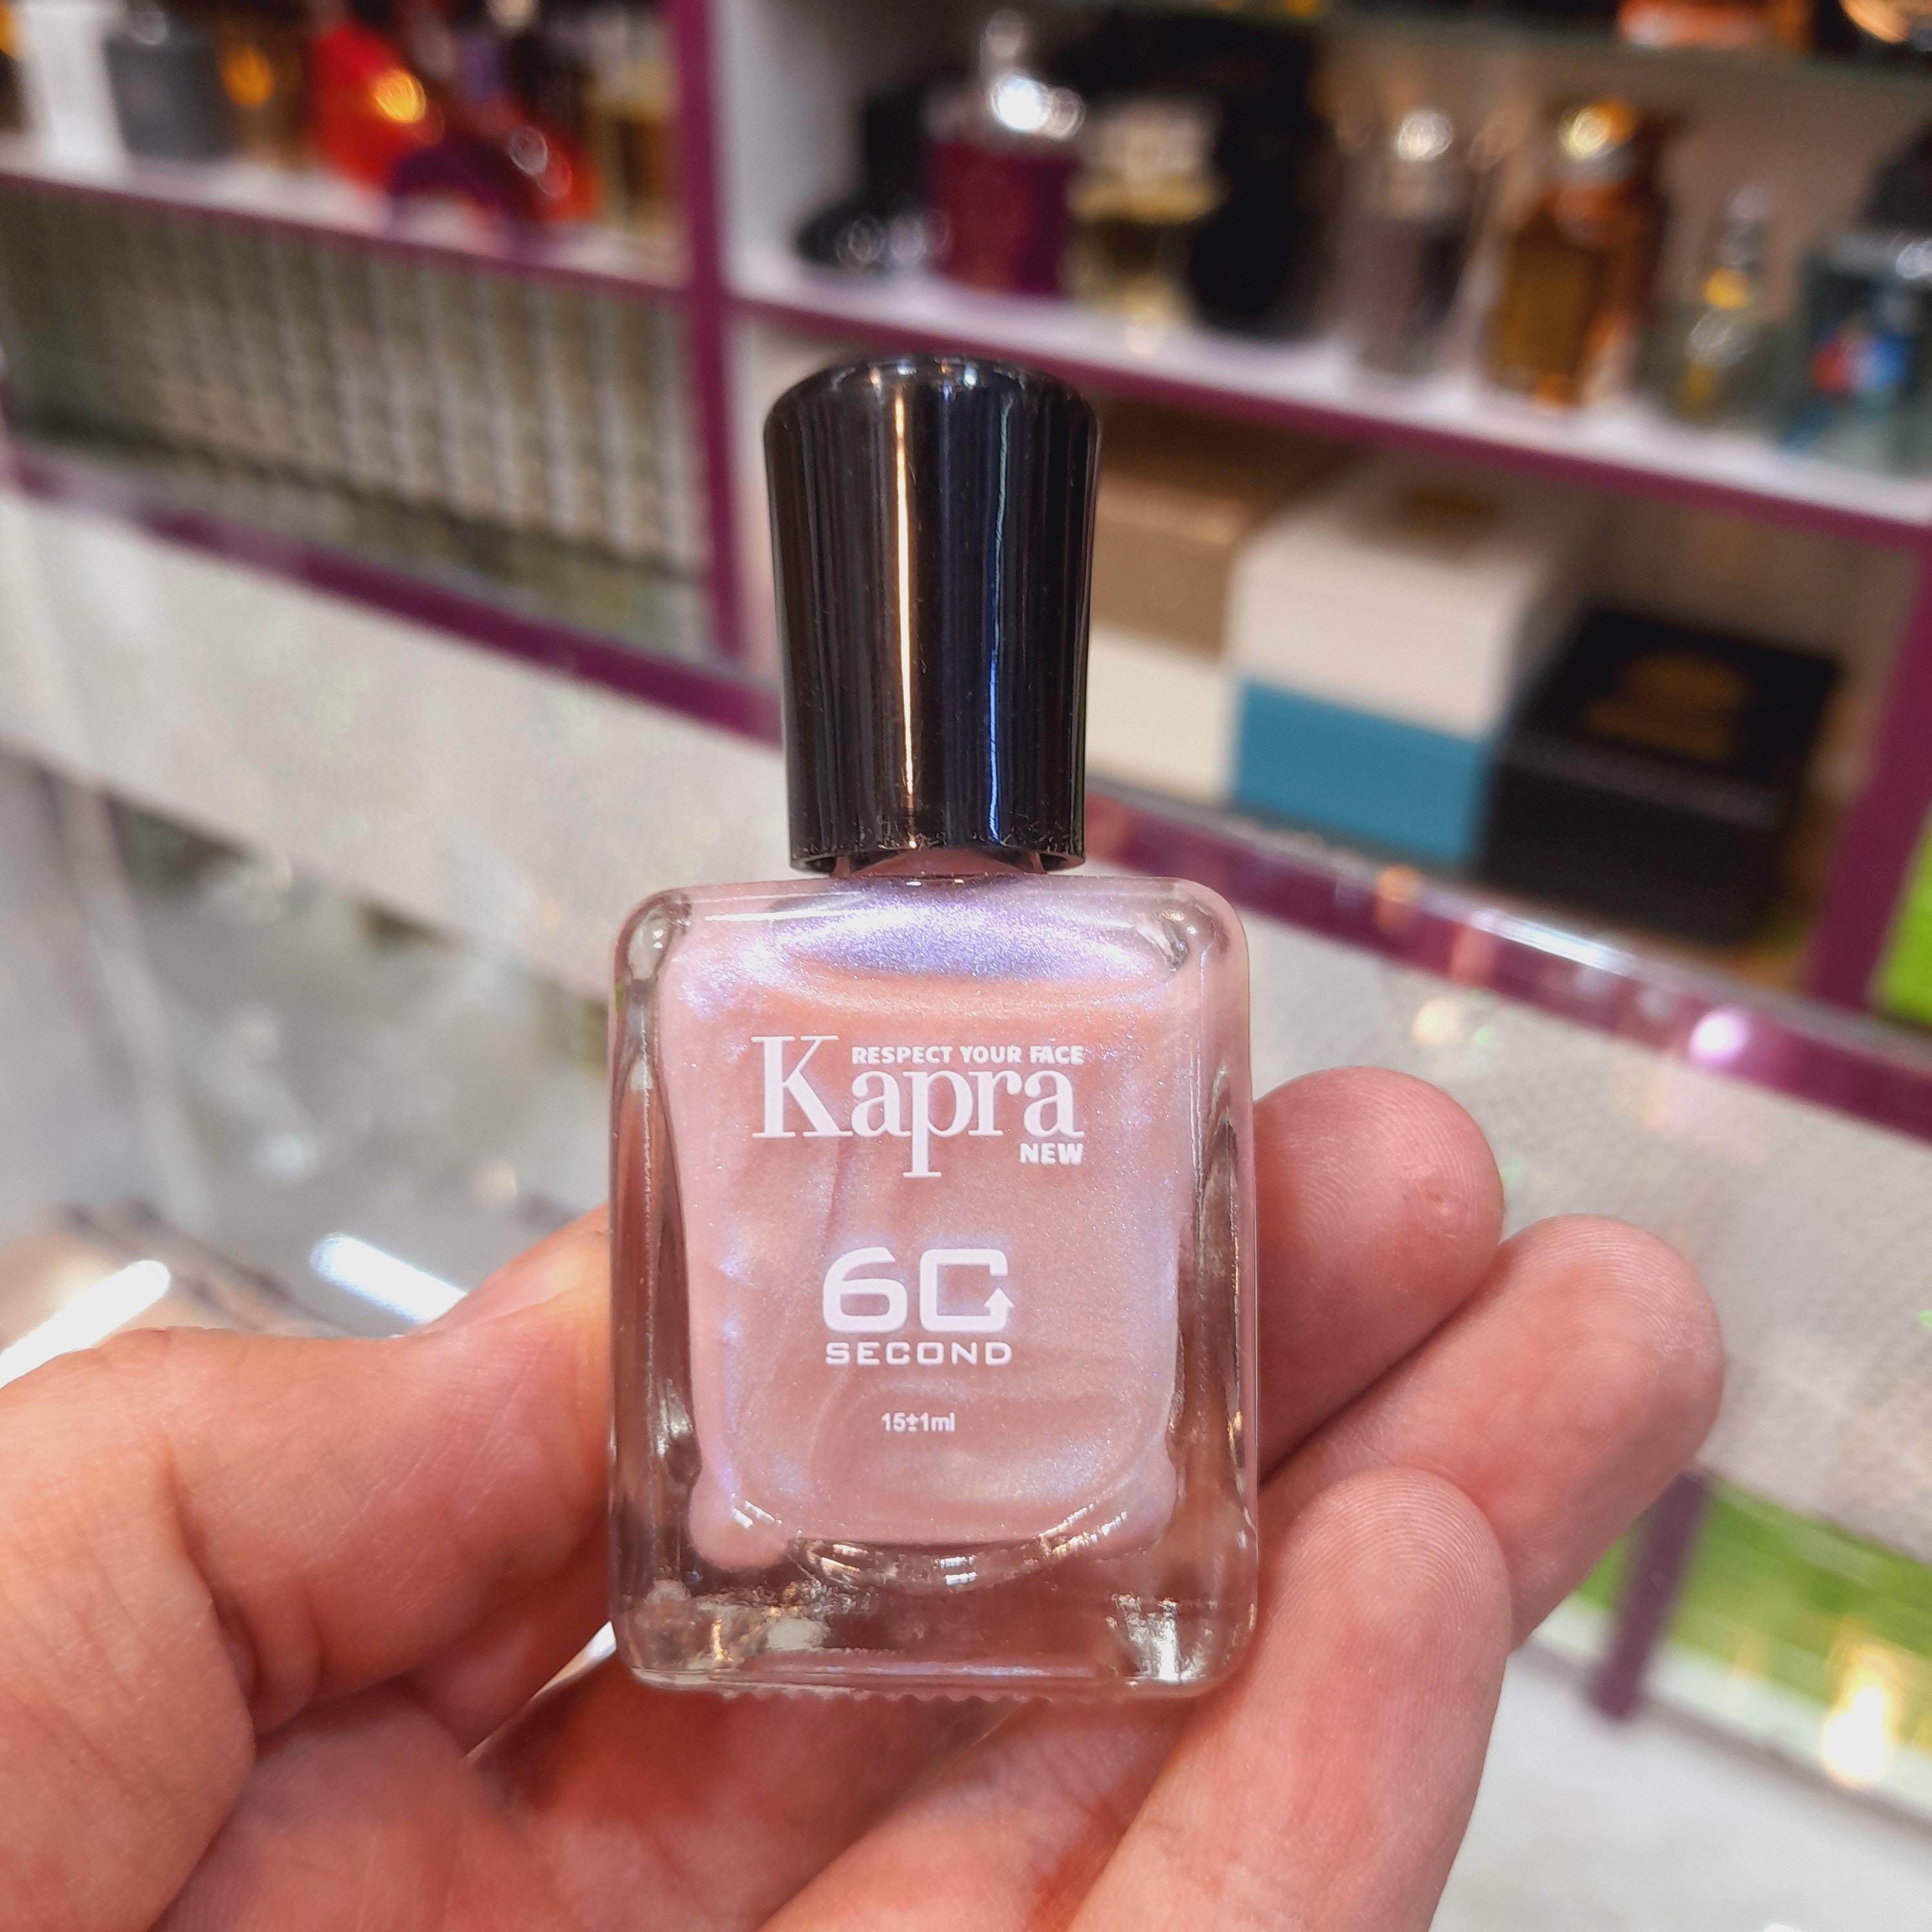 RESPECT YOUR FACE
Kapra
NEW
60
SECOND
15±1ml